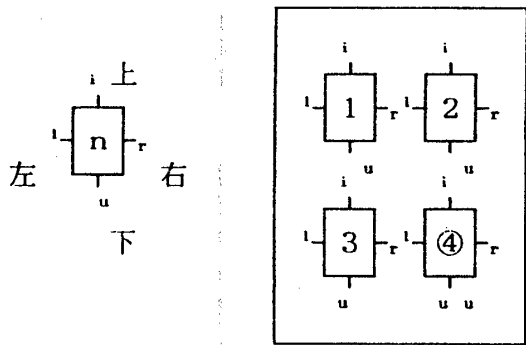 i 上
l n r
左 右
u
下
i i
l 1 r l 2 r
u u
i i
l 3 r l ④ r
u u u